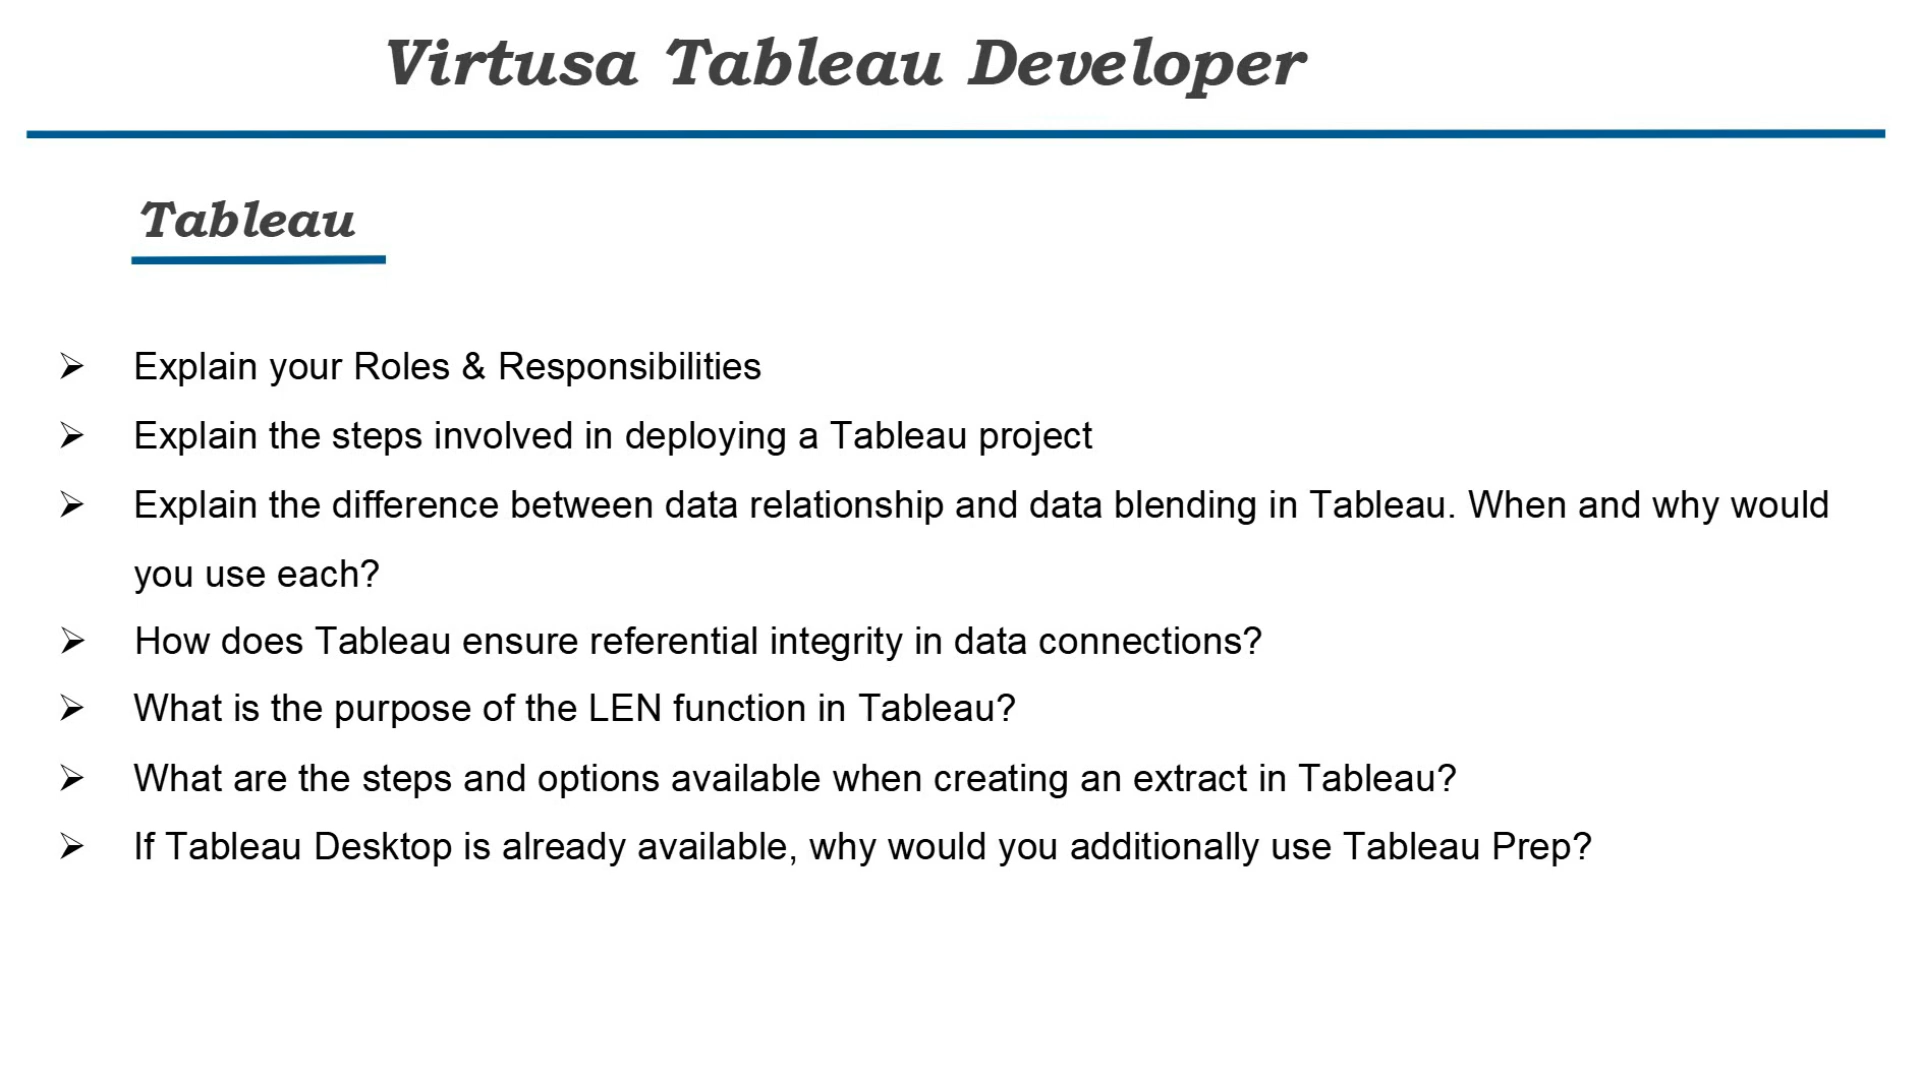 Virtusa Tableau Developer
Tableau
➢ Explain your Roles & Responsibilities
➢ Explain the steps involved in deploying a Tableau project
➢ Explain the difference between data relationship and data blending in Tableau. When and why would
you use each?
➢ How does Tableau ensure referential integrity in data connections?
➢ What is the purpose of the LEN function in Tableau?
➢ What are the steps and options available when creating an extract in Tableau?
➢ If Tableau Desktop is already available, why would you additionally use Tableau Prep?